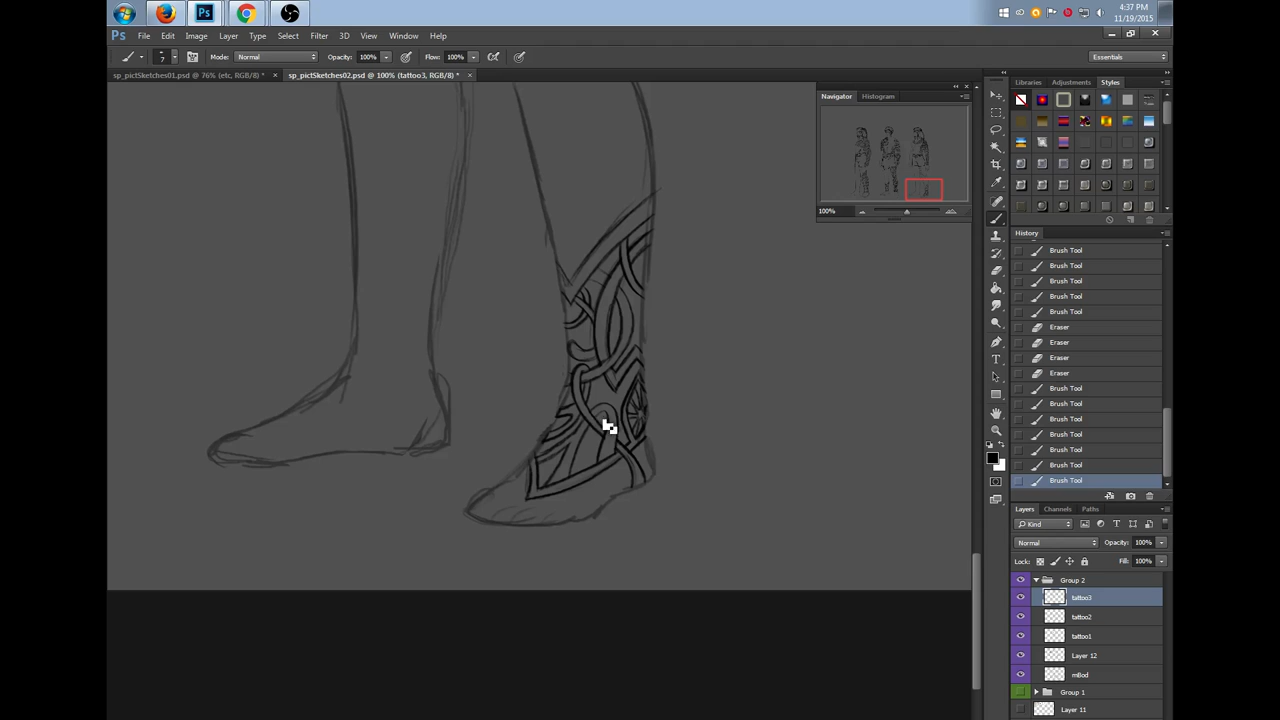 4:37 PM
11/19/2015
Ps File Edit Image Layer Type Select Filter 3D View Window Help
7 Mode: Normal Opacity: 100% Flow: 100% Essentials
sp_pictSketches01.psd @ 76% (etc, RGB/8) * × sp_pictSketches02.psd @ 100% (tattoo3, RGB/8) * ×
Libraries Adjustments Styles
Navigator Histogram
100%
History
Brush Tool
Brush Tool
Brush Tool
Brush Tool
Brush Tool
Eraser
Eraser
Eraser
Eraser
Brush Tool
Brush Tool
Brush Tool
Brush Tool
Brush Tool
Brush Tool
Brush Tool
Layers Channels Paths
Kind
Normal Opacity: 100%
Lock: Fill: 100%
Group 2
tattoo3
tattoo2
tattoo1
Layer 12
mBod
Group 1
Layer 11